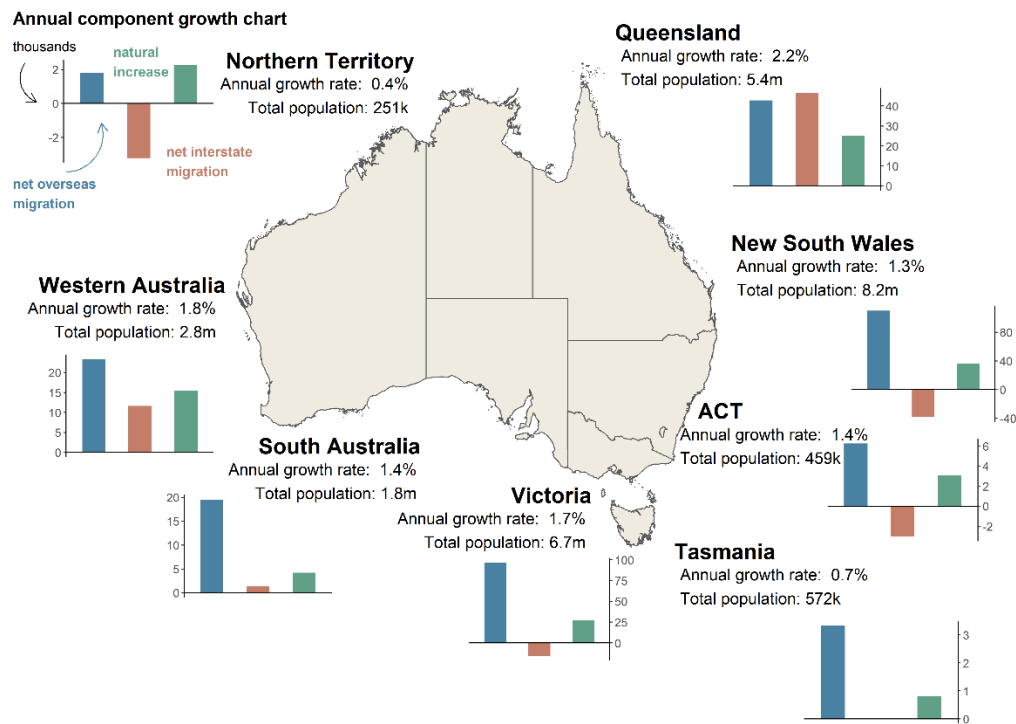 Annual component growth chart
thousands
natural
increase
2
0
-2
net interstate
migration
net overseas
migration
Northern Territory
Annual growth rate: 0.4%
Total population: 251k
Queensland
Annual growth rate: 2.2%
Total population: 5.4m
40
30
20
10
0
New South Wales
Annual growth rate: 1.3%
Total population: 8.2m
80
40
0
-40
Western Australia
Annual growth rate: 1.8%
Total population: 2.8m
20
15
10
5
0
ACT
Annual growth rate: 1.4%
Total population: 459k
6
4
2
0
-2
South Australia
Annual growth rate: 1.4%
Total population: 1.8m
20
15
10
5
0
Victoria
Annual growth rate: 1.7%
Total population: 6.7m
100
75
50
25
0
Tasmania
Annual growth rate: 0.7%
Total population: 572k
3
2
1
0